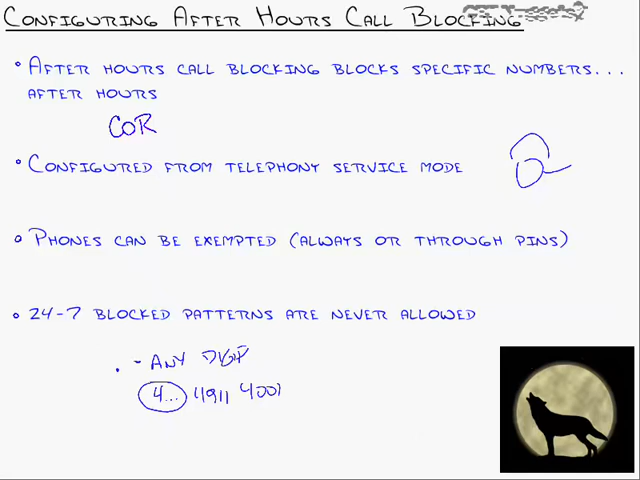 CONFIGURING AFTER HOURS CALL BLOCKING
• AFTER HOURS CALL BLOCKING BLOCKS SPECIFIC NUMBERS...
AFTER HOURS
COR
• CONFIGURED FROM TELEPHONY SERVICE MODE
• PHONES CAN BE EXEMPTED (ALWAYS OR THROUGH PINS)
• 24-7 BLOCKED PATTERNS ARE NEVER ALLOWED
. - ANY DIGIT
4... 4911 4001